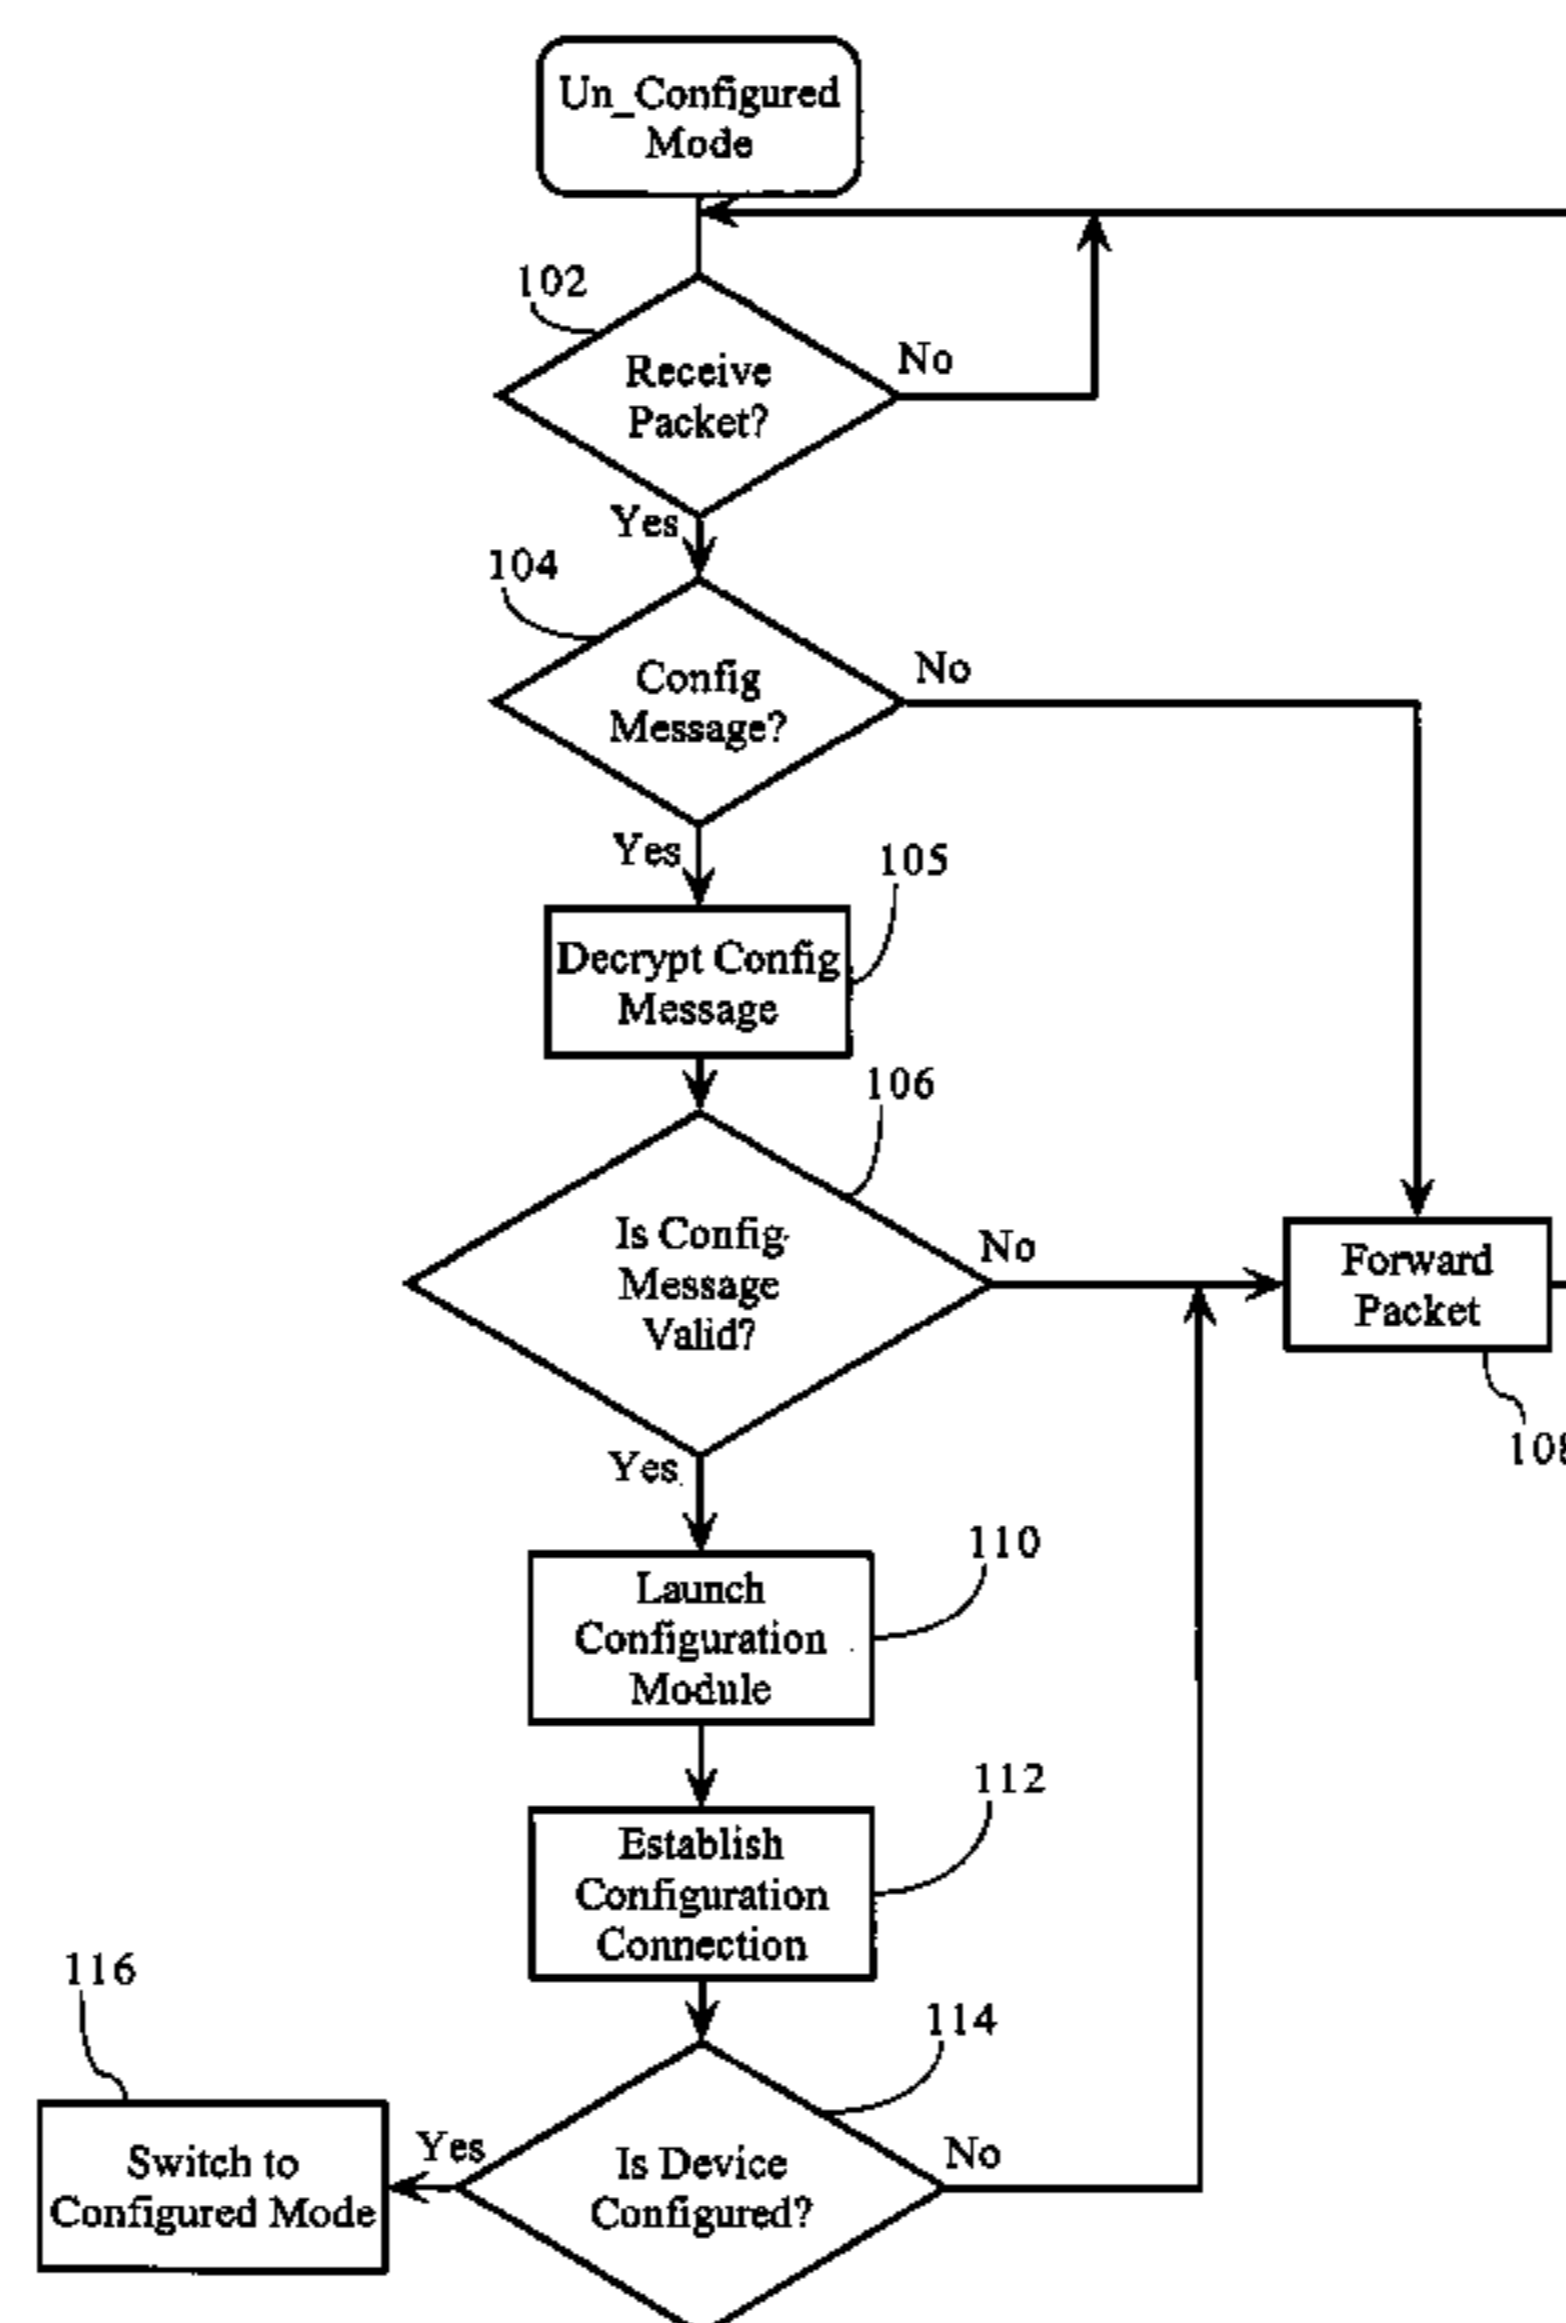 Un_Configured
Mode
102
Receive
Packet?
No
Yes
104
Config
Message?
No
Yes
105
Decrypt Config
Message
106
Is Config
Message
Valid?
No
Forward
Packet
Yes
110
Launch
Configuration
Module
112
Establish
Configuration
Connection
116
114
Switch to
Configured Mode
Yes
Is Device
Configured?
No